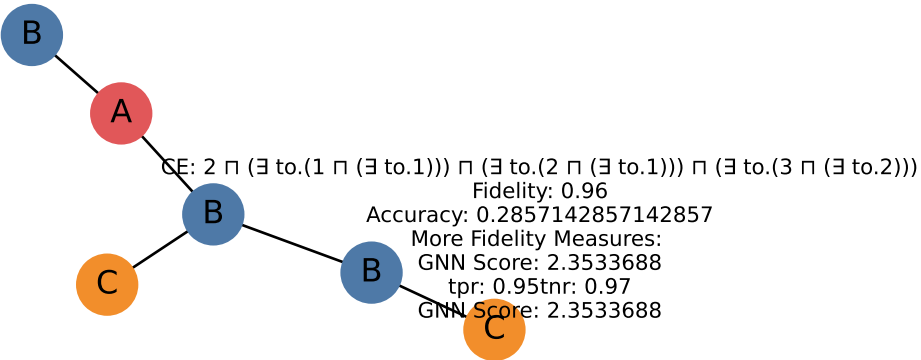 B
A
CE: 2 ⊓ (∃ to.(1 ⊓ (∃ to.1))) ⊓ (∃ to.(2 ⊓ (∃ to.1))) ⊓ (∃ to.(3 ⊓ (∃ to.2)))
Fidelity: 0.96
B
Accuracy: 0.2857142857142857
More Fidelity Measures:
GNN Score: 2.3533688
B
C
tpr: 0.95tnr: 0.97
GNN Score: 2.3533688
C